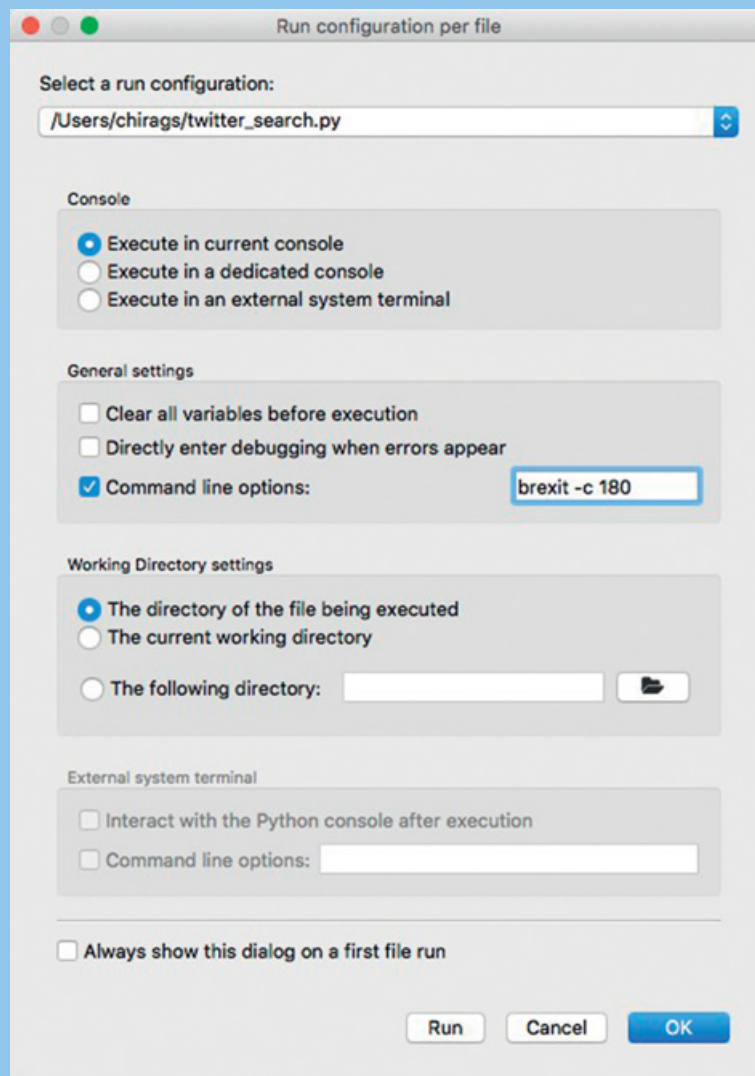 Run configuration per file
Select a run configuration:
/Users/chirags/twitter_search.py
Console
Execute in current console
Execute in a dedicated console
Execute in an external system terminal
General settings
Clear all variables before execution
Directly enter debugging when errors appear
Command line options: brexit -c 180
Working Directory settings
The directory of the file being executed
The current working directory
The following directory:
External system terminal
Interact with the Python console after execution
Command line options:
Always show this dialog on a first file run
Run Cancel OK